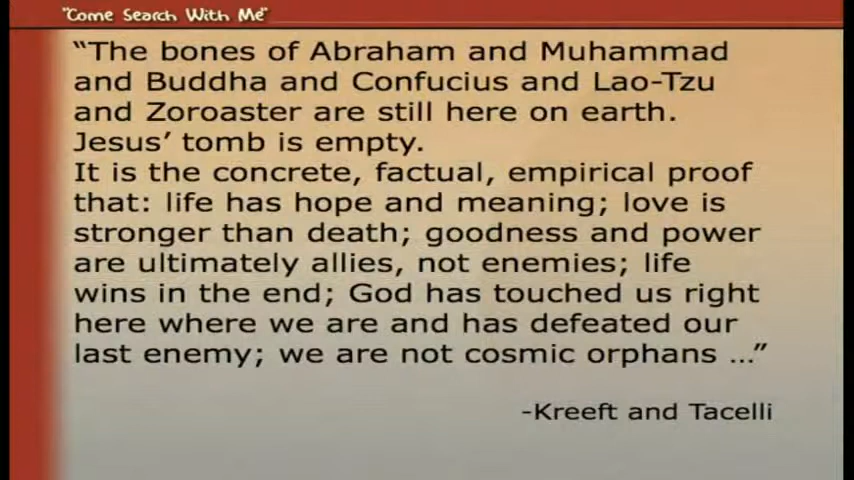 "Come Search With Me"
“The bones of Abraham and Muhammad
and Buddha and Confucius and Lao-Tzu
and Zoroaster are still here on earth.
Jesus’ tomb is empty.
It is the concrete, factual, empirical proof
that: life has hope and meaning; love is
stronger than death; goodness and power
are ultimately allies, not enemies; life
wins in the end; God has touched us right
here where we are and has defeated our
last enemy; we are not cosmic orphans ...”
-Kreeft and Tacelli